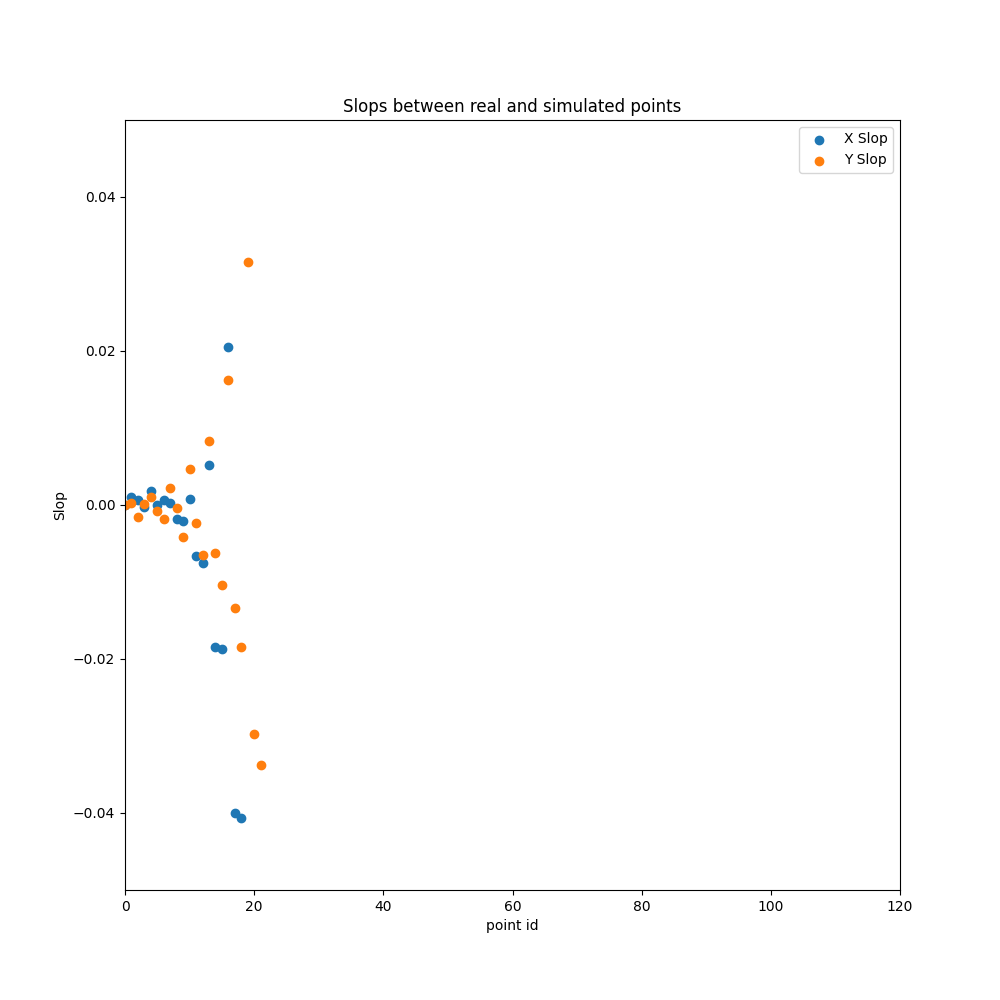 Slops between real and simulated points
X Slop
Y Slop
0.04
0.02
0.00
−0.02
−0.04
Slop
0 20 40 60 80 100 120
point id